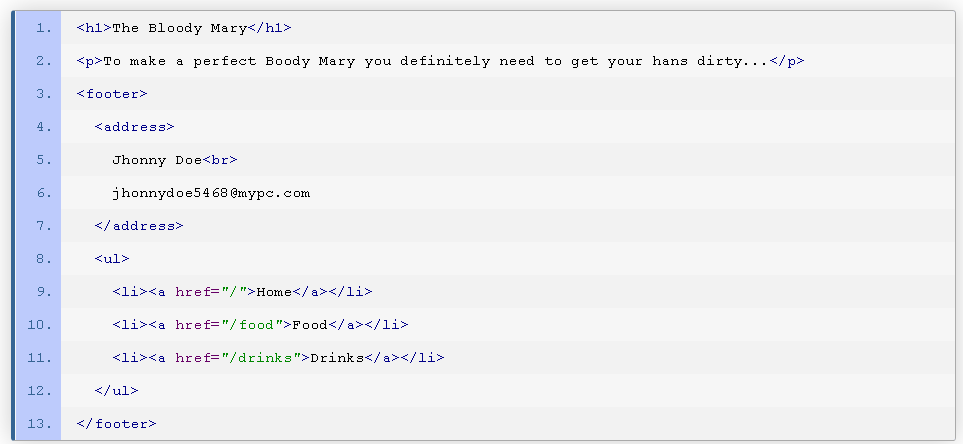 1. <h1>The Bloody Mary</h1>
2. <p>To make a perfect Boody Mary you definitely need to get your hans dirty...</p>
3. <footer>
4. <address>
5. Jhonny Doe<br>
6. jhonnydoe5468@mypc.com
7. </address>
8. <ul>
9. <li><a href="/">Home</a></li>
10. <li><a href="/food">Food</a></li>
11. <li><a href="/drinks">Drinks</a></li>
12. </ul>
13. </footer>